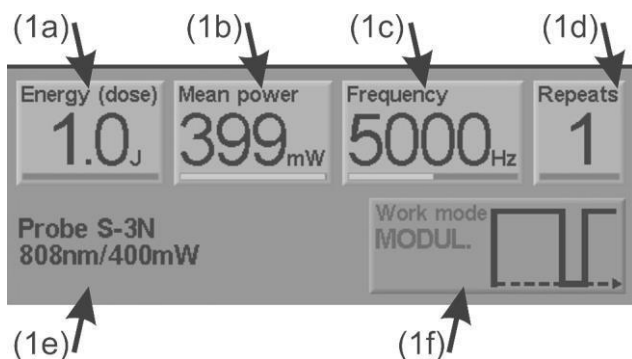 (1a) (1b) (1c) (1d)
Energy (dose) Mean power Frequency Repeats
1.0J 399mW 5000Hz 1
Probe S-3N
808nm/400mW
Work mode
MODUL.
(1e) (1f)